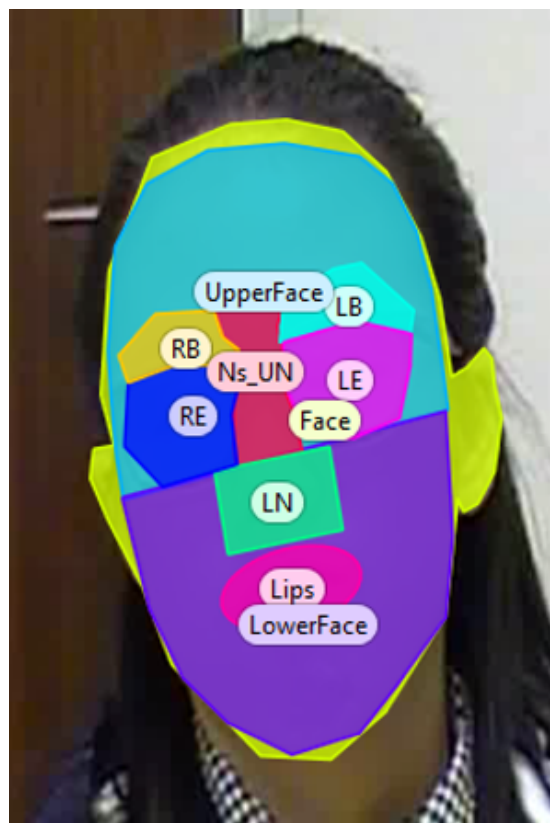 UpperFace
LB
RB
Ns_UN
LE
RE
Face
LN
Lips
LowerFace